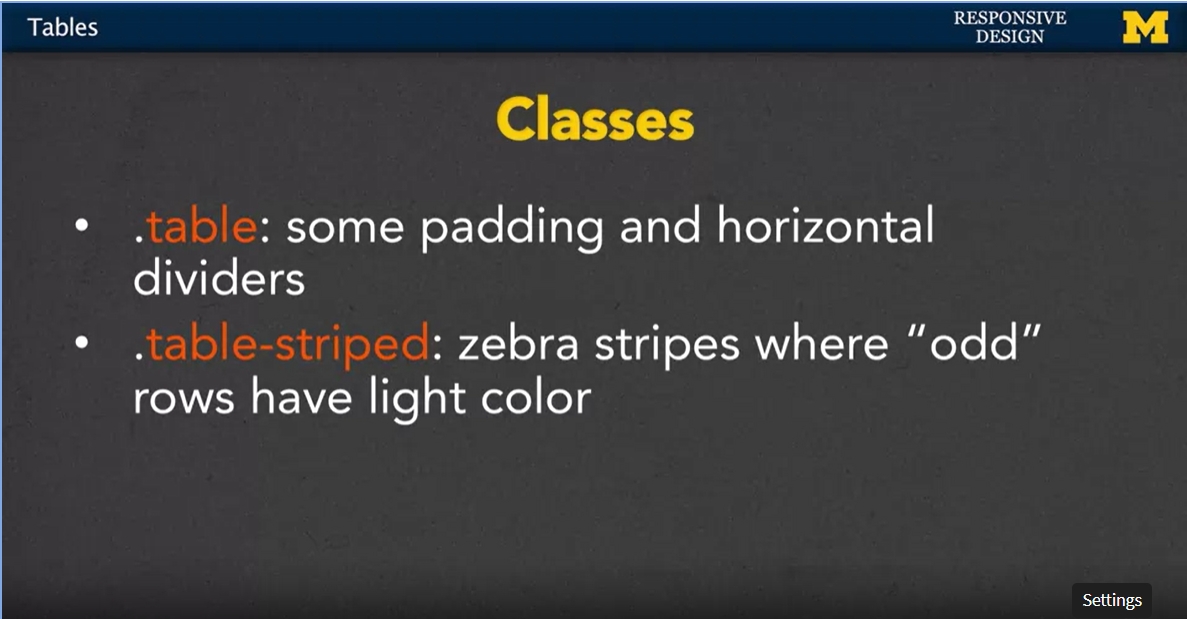 Tables
RESPONSIVE
DESIGN
M
Classes
• .table: some padding and horizontal
dividers
• .table-striped: zebra stripes where “odd”
rows have light color
Settings